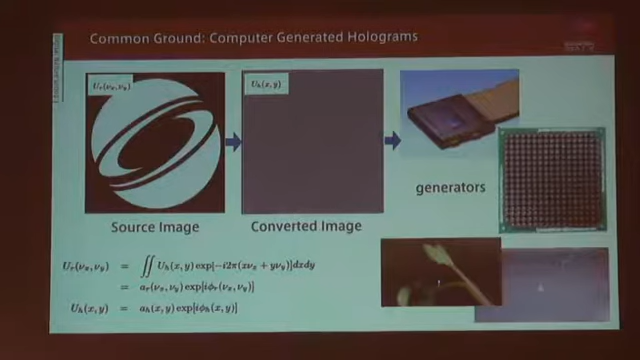 Common Ground: Computer Generated Holograms
U_r(ν_x,ν_y)
U_h(x,y)
generators
Source Image
Converted Image
U_r(ν_x,ν_y) = ∬ U_h(x,y) exp[−i2π(xν_x + yν_y)]dxdy
= a_r(ν_x,ν_y) exp[iϕ_r(ν_x,ν_y)]
U_h(x,y) = a_h(x,y) exp[iϕ_h(x,y)]